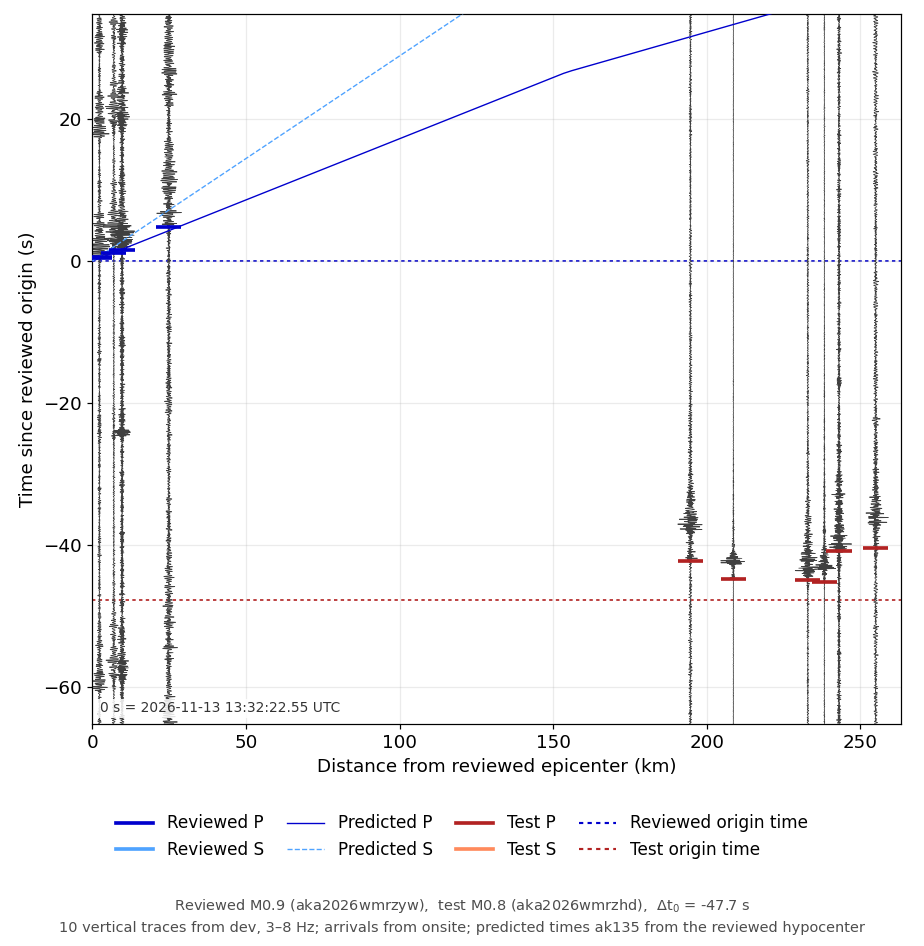 Time since reviewed origin (s)
20
0
−20
−40
−60
0 s = 2026-11-13 13:32:22.55 UTC
0 50 100 150 200 250
Distance from reviewed epicenter (km)
Reviewed P Predicted P Test P Reviewed origin time
Reviewed S Predicted S Test S Test origin time
Reviewed M0.9 (aka2026wmrzyw), test M0.8 (aka2026wmrzhd), Δt₀ = -47.7 s
10 vertical traces from dev, 3–8 Hz; arrivals from onsite; predicted times ak135 from the reviewed hypocenter